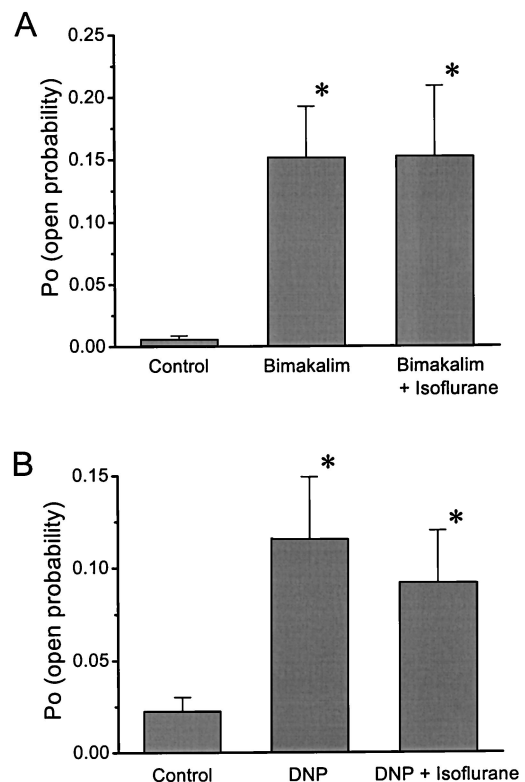 A
Po (open probability)
0.25
0.20
0.15
0.10
0.05
0.00
*
*
Control
Bimakalim
Bimakalim
+ Isoflurane
B
Po (open probability)
0.15
0.10
0.05
0.00
*
*
Control
DNP
DNP + Isoflurane